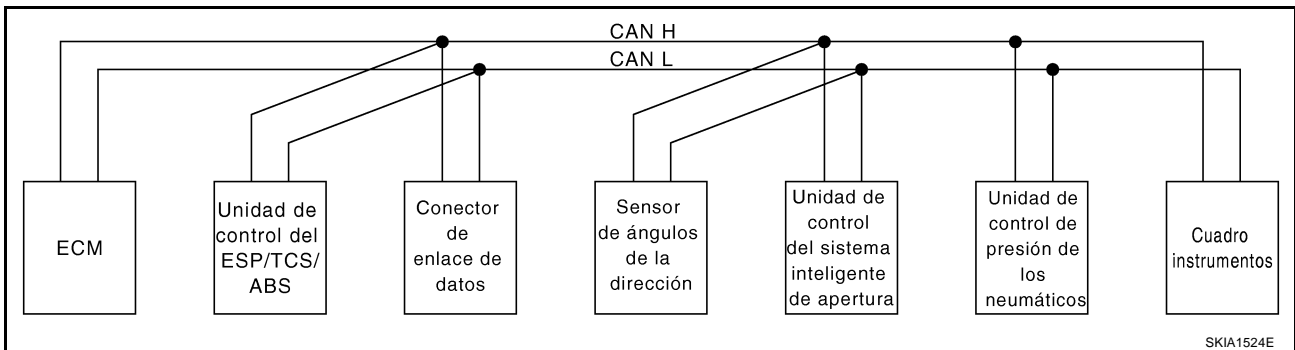 CAN H
CAN L
ECM
Unidad de
control del
ESP/TCS/
ABS
Conector
de
enlace de
datos
Sensor
de ángulos
de la
dirección
Unidad de
control
del sistema
inteligente
de apertura
Unidad de
control de
presión de
los
neumáticos
Cuadro
instrumentos
SKIA1524E